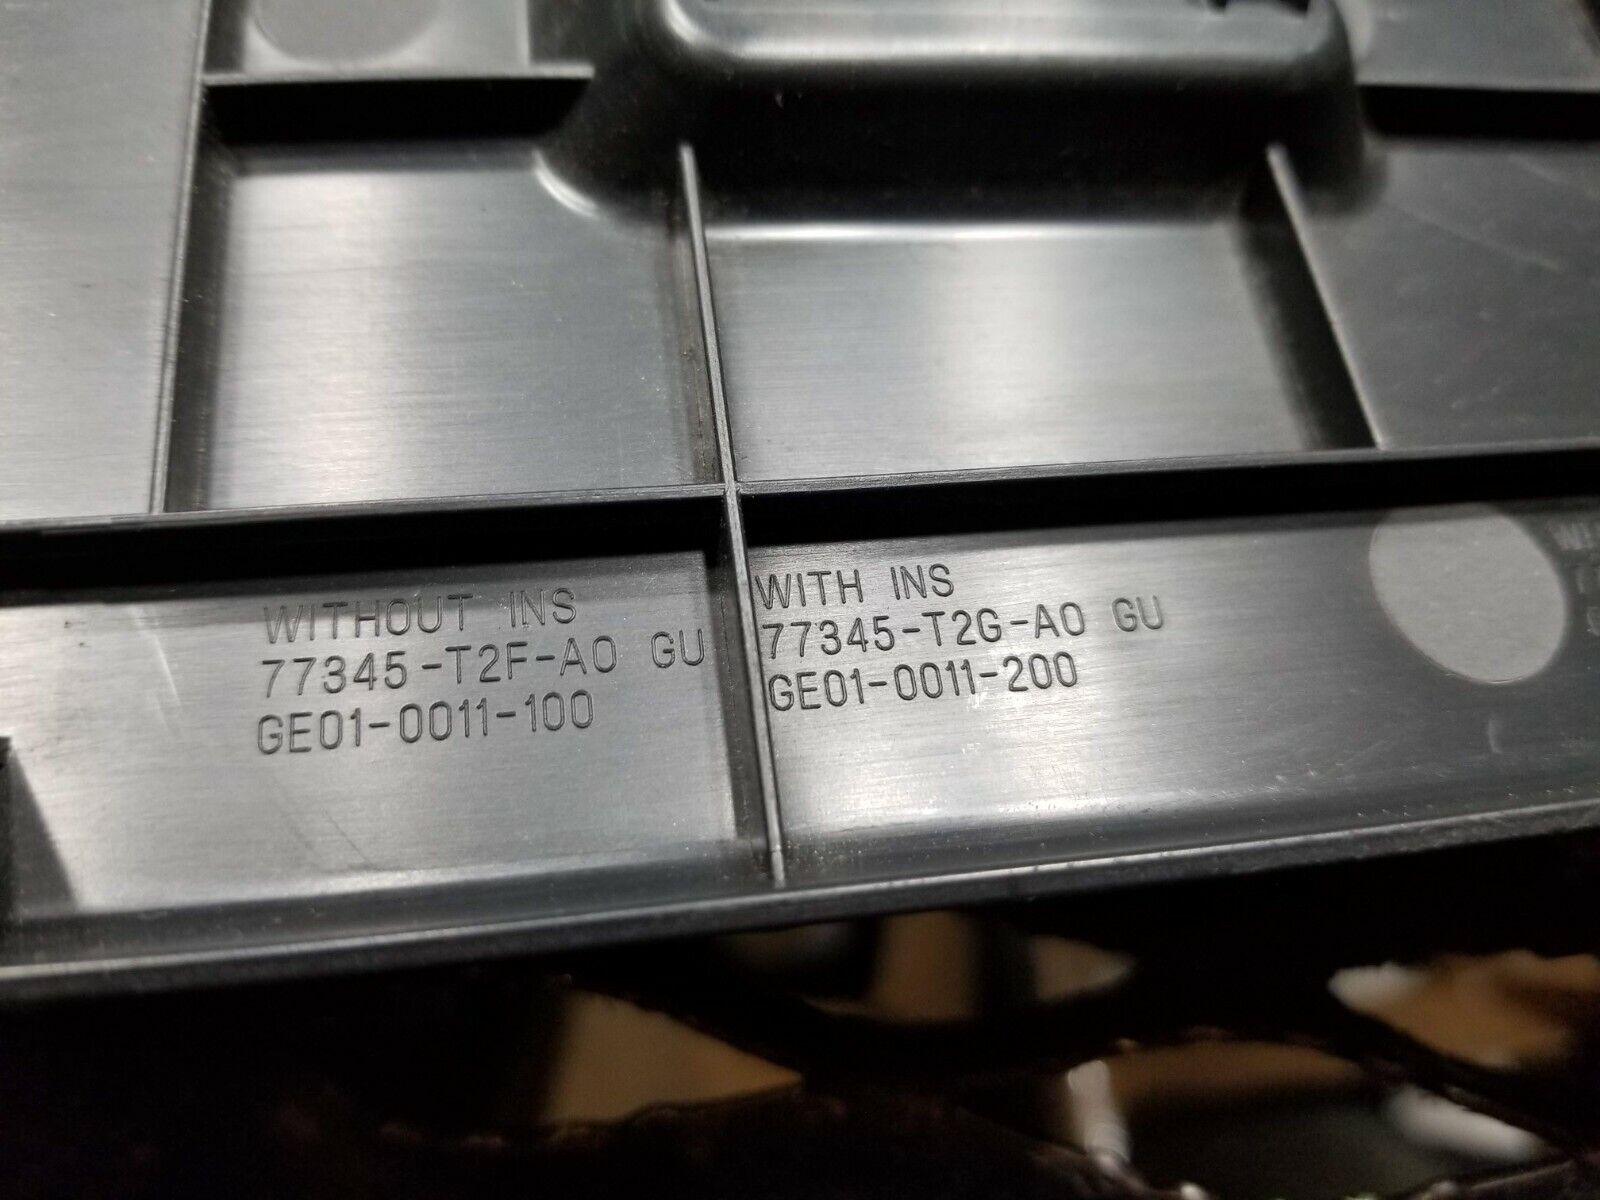 WITHOUT INS
77345-T2F-A0 GU
GE01-0011-100
WITH INS
77345-T2G-A0 GU
GE01-0011-200